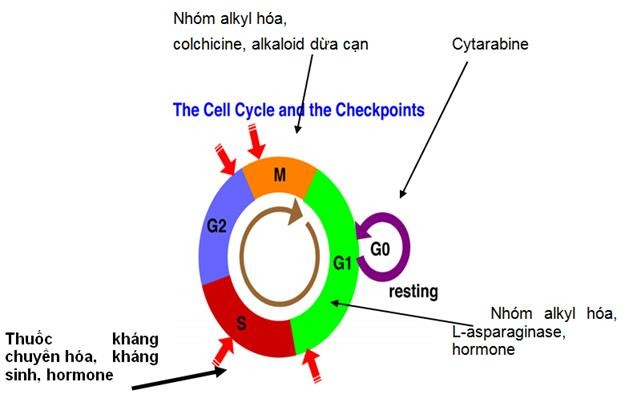 Nhóm alkyl hóa,
colchicine, alkaloid dừa cạn
Cytarabine
The Cell Cycle and the Checkpoints
M
G2
G1
G0
resting
S
Nhóm alkyl hóa,
L-asparaginase,
hormone
Thuốc kháng
chuyên hóa, kháng
sinh, hormone